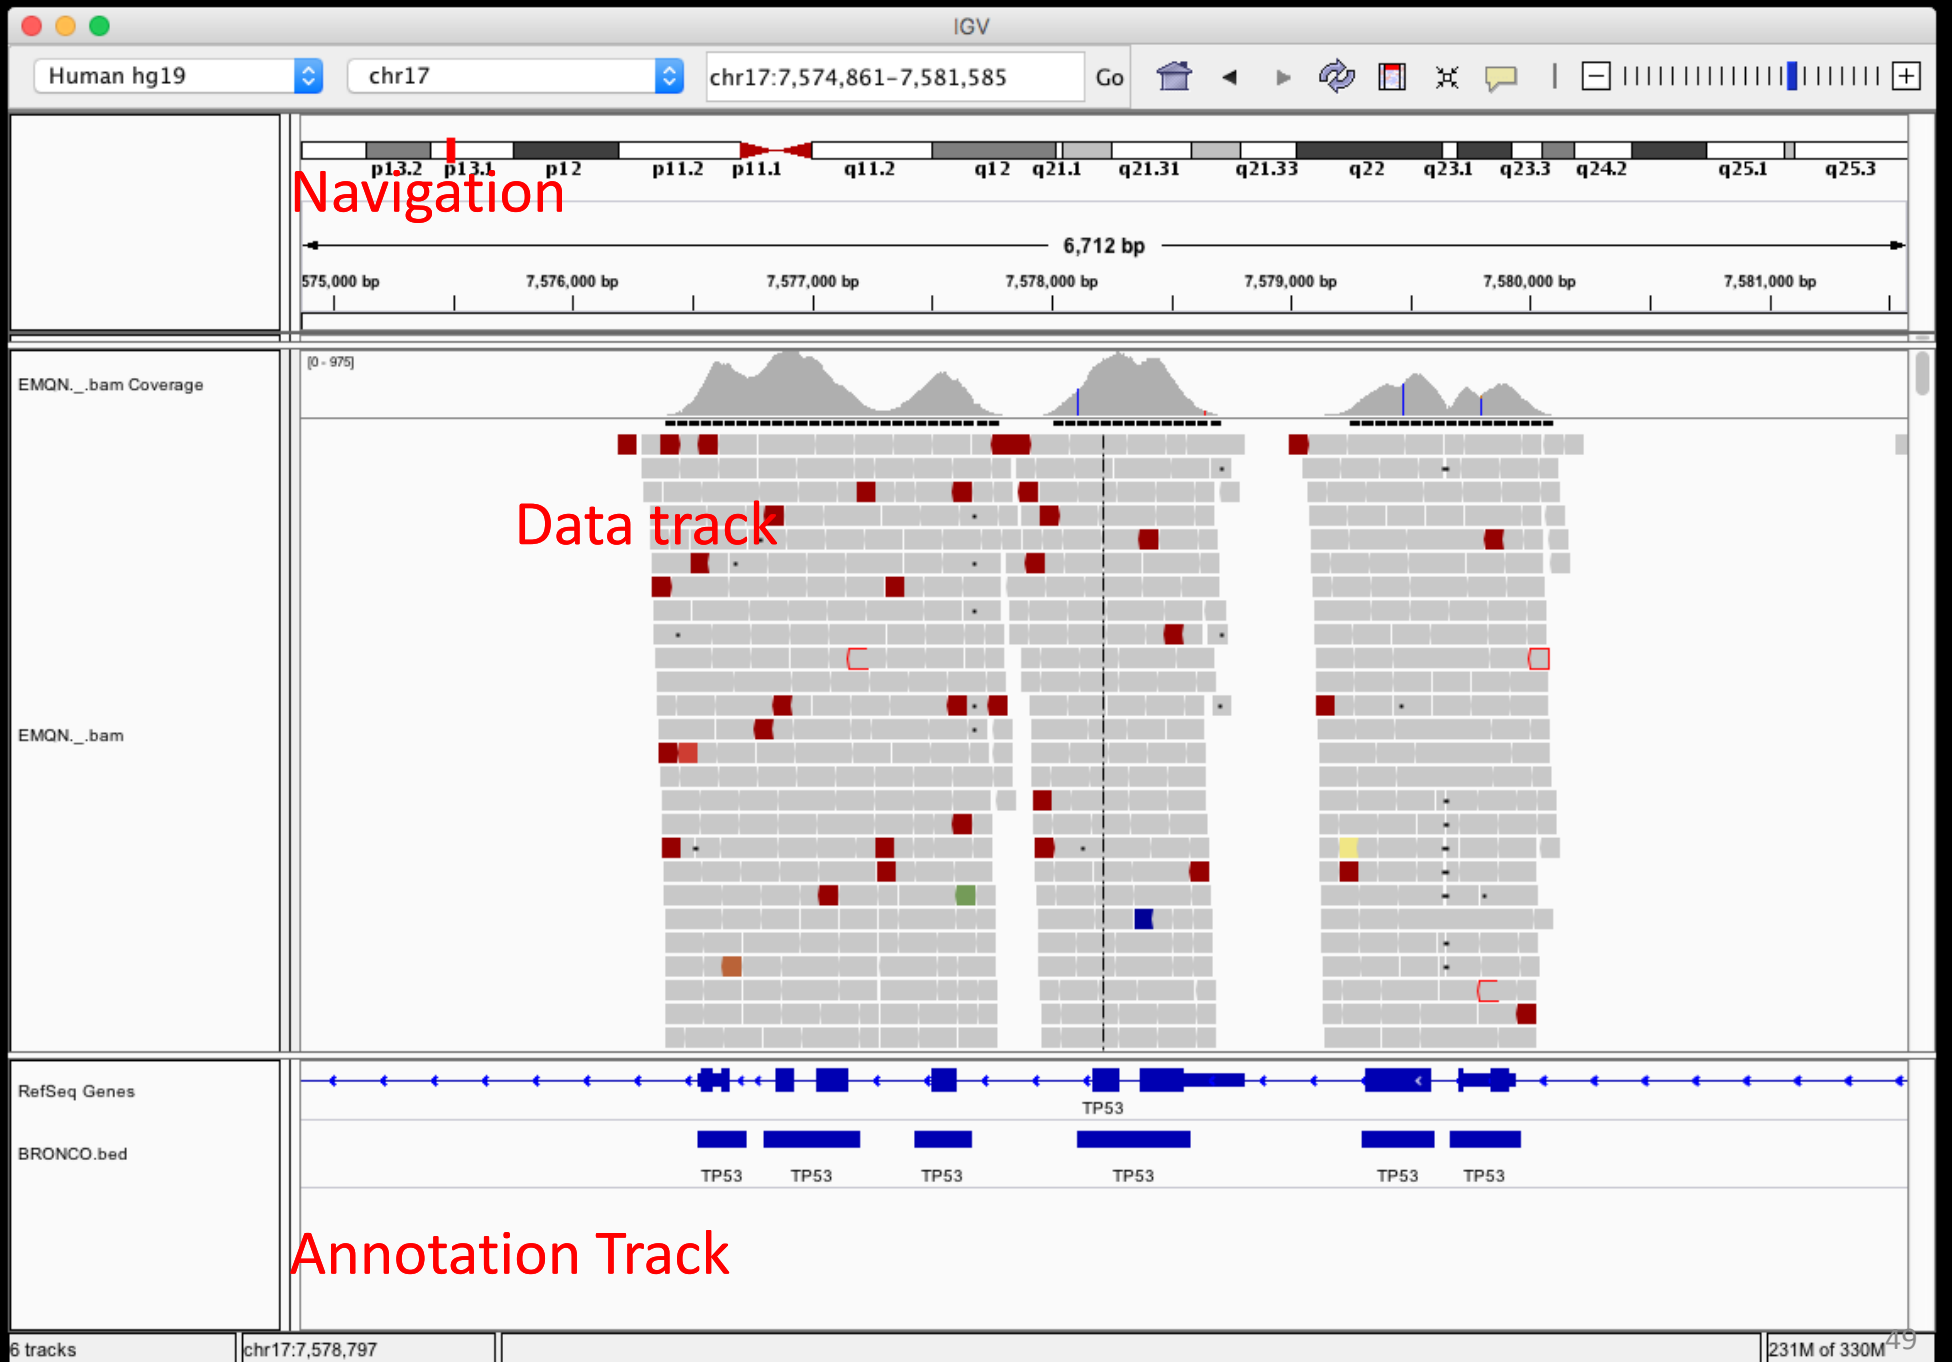 IGV
Human hg19 chr17 chr17:7,574,861-7,581,585 Go
p13.2 p13.1 p12 p11.2 p11.1 q11.2 q12 q21.1 q21.31 q21.33 q22 q23.1 q23.3 q24.2 q25.1 q25.3
Navigation
6,712 bp
575,000 bp 7,576,000 bp 7,577,000 bp 7,578,000 bp 7,579,000 bp 7,580,000 bp 7,581,000 bp
[0 - 975]
EMQN._.bam Coverage
Data track
EMQN._.bam
RefSeq Genes
TP53
BRONCO.bed
TP53 TP53 TP53 TP53 TP53 TP53
Annotation Track
6 tracks chr17:7,578,797 231M of 330M 49